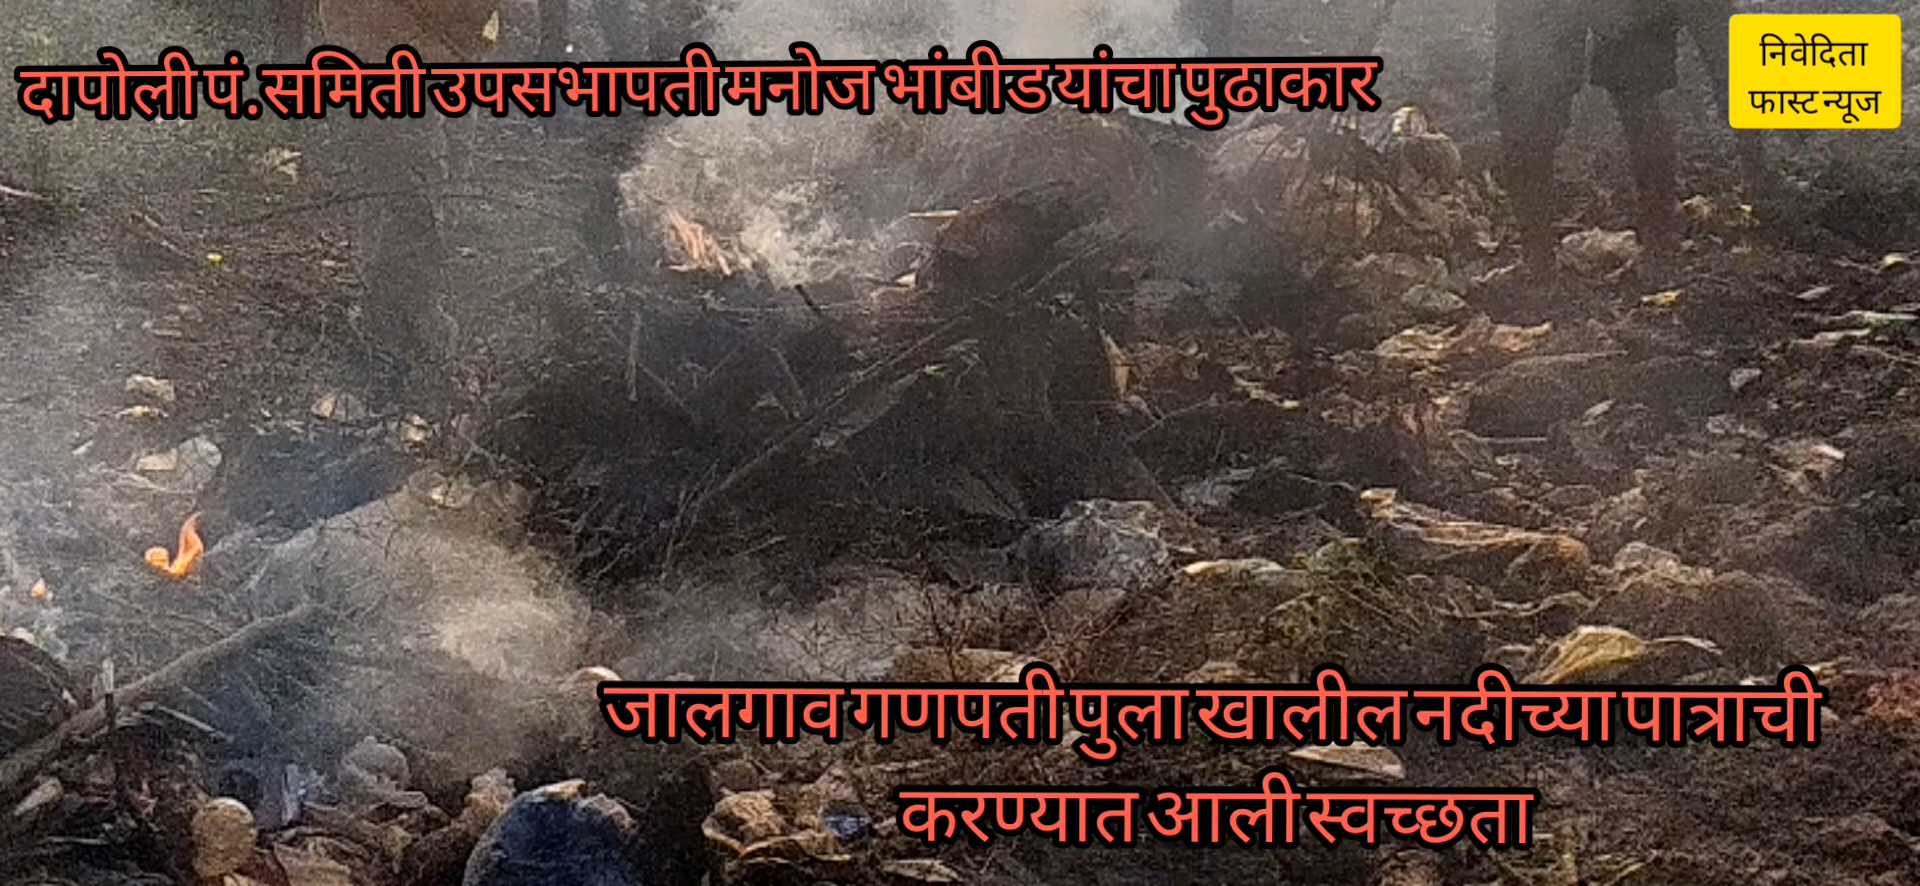 दापोली पं.समिती उपसभापती मनोज भांबीड यांचा पुढाकार
निवेदिता
फास्ट न्यूज
जालगाव गणपती पुला खालील नदीच्या पात्राची
करण्यात आली स्वच्छता